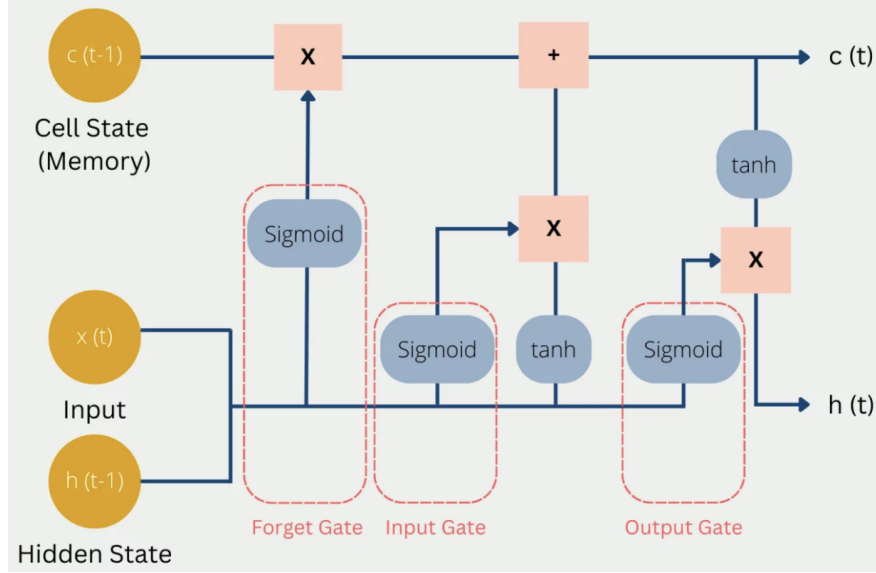 c (t-1)
X
+
c (t)
Cell State
(Memory)
tanh
Sigmoid
X
X
x (t)
Sigmoid
tanh
Sigmoid
Input
h (t)
h (t-1)
Forget Gate
Input Gate
Output Gate
Hidden State